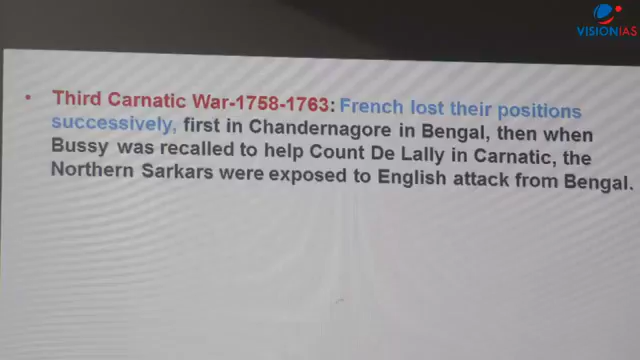 VISIONIAS
• Third Carnatic War-1758-1763: French lost their positions
successively, first in Chandernagore in Bengal, then when
Bussy was recalled to help Count De Lally in Carnatic, the
Northern Sarkars were exposed to English attack from Bengal.